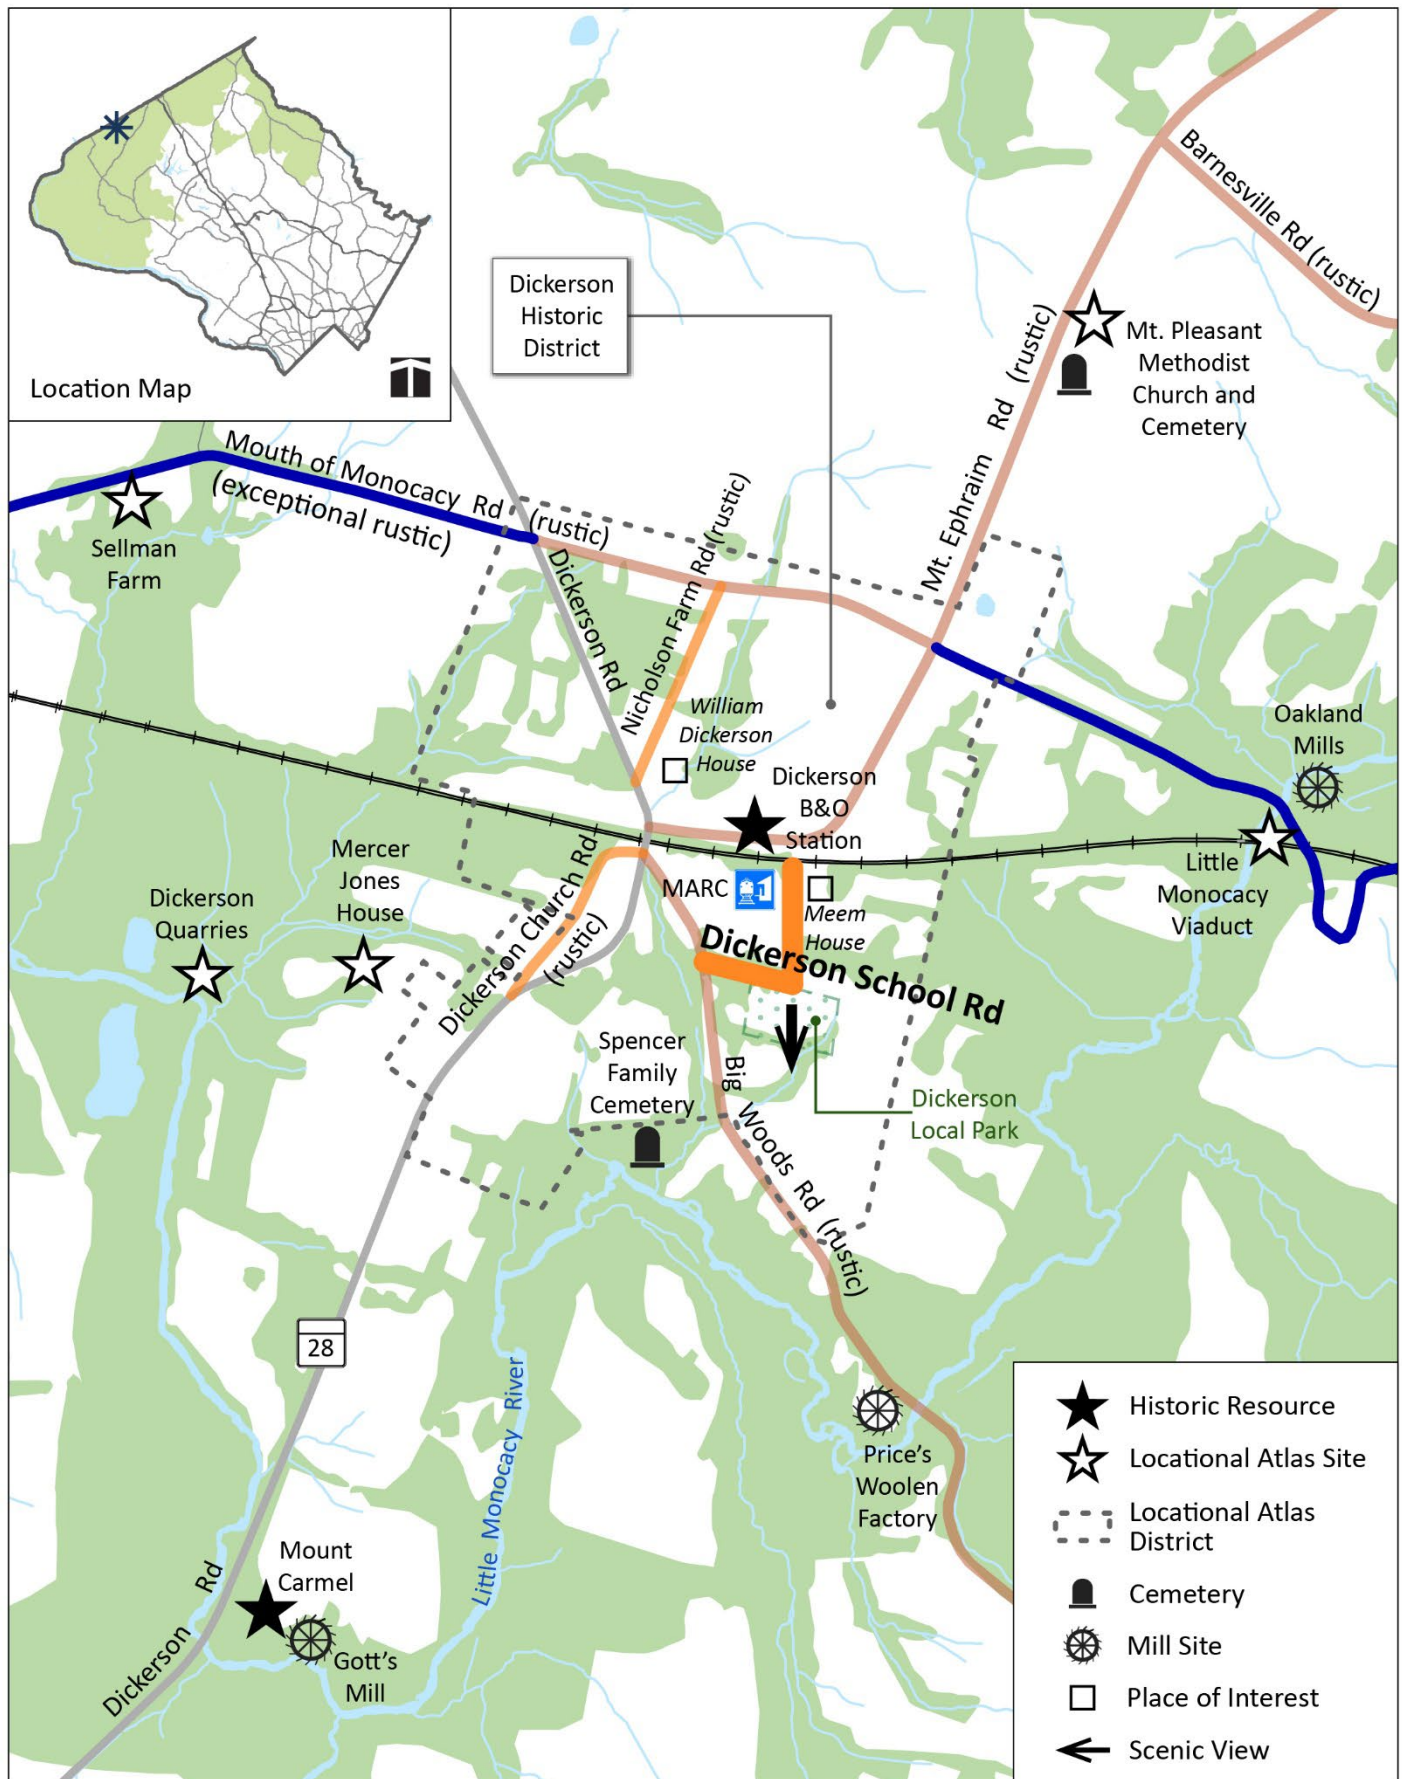 Location Map
Dickerson
Historic
District
Barnesville Rd (rustic)
Mt. Pleasant
Methodist
Church and
Cemetery
Mt. Ephraim Rd (rustic)
Mouth of Monocacy Rd (rustic)
(exceptional rustic)
Sellman
Farm
Dickerson Rd
Nicholson Farm Rd (rustic)
William
Dickerson
House
Oakland
Mills
Dickerson
B&O
Station
Mercer
Jones
House
Dickerson
Quarries
MARC
Meem
House
Little
Monocacy
Viaduct
Dickerson Church Rd
(rustic)
Dickerson School Rd
Spencer
Family
Cemetery
Big Woods Rd (rustic)
Dickerson
Local Park
28
Little Monocacy River
Price's
Woolen
Factory
Mount
Carmel
Gott's
Mill
Dickerson Rd
Historic Resource
Locational Atlas Site
Locational Atlas
District
Cemetery
Mill Site
Place of Interest
Scenic View